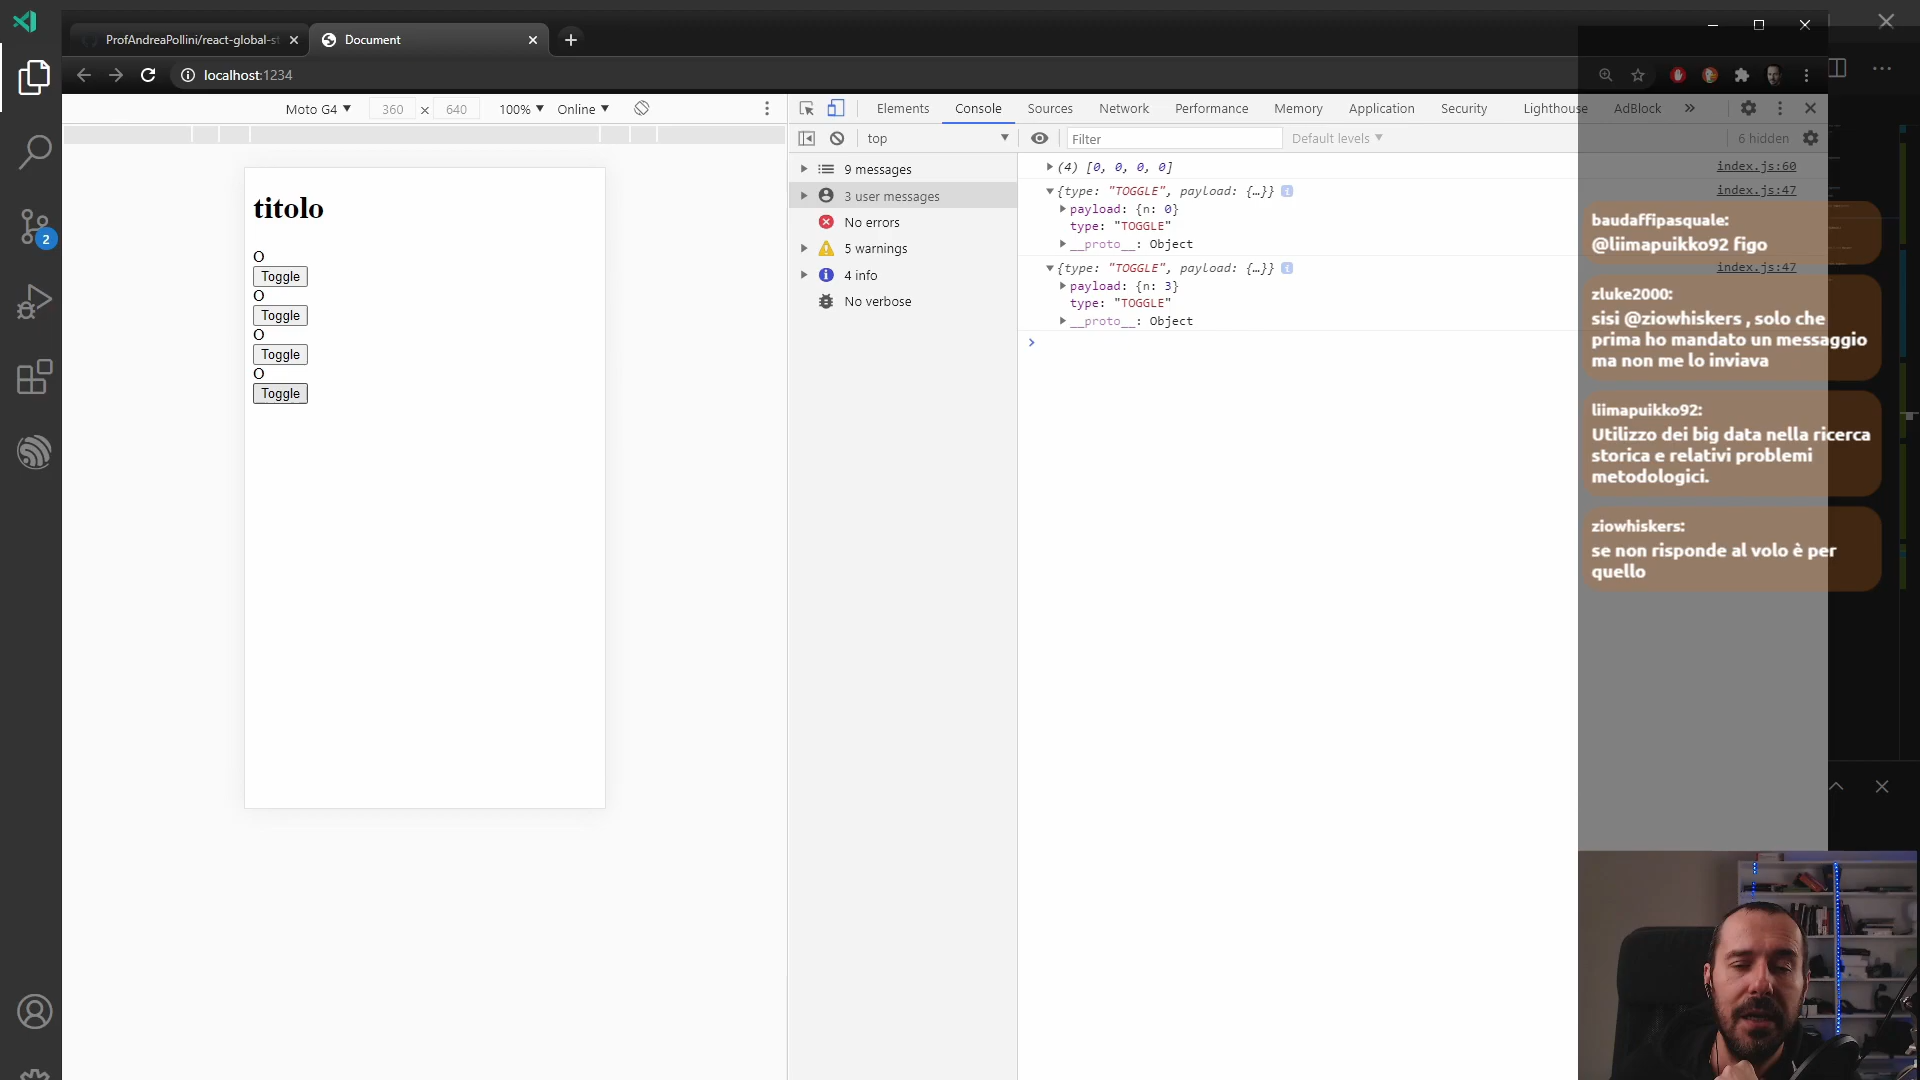 ProfAndreaPollini/react-global-st
Document
localhost:1234
Moto G4
360
x
640
100%
Online
Elements
Console
Sources
Network
Performance
Memory
Application
Security
Lighthouse
AdBlock
top
Filter
Default levels
6 hidden
9 messages
3 user messages
No errors
5 warnings
4 info
No verbose
titolo
O
Toggle
O
Toggle
O
Toggle
O
Toggle
(4) [0, 0, 0, 0]
index.js:60
{type: "TOGGLE", payload: {…}}
index.js:47
payload: {n: 0}
type: "TOGGLE"
__proto__: Object
{type: "TOGGLE", payload: {…}}
index.js:47
payload: {n: 3}
type: "TOGGLE"
__proto__: Object
baudaffipasquale:
@liimapuikko92 figo
zluke2000:
sisi @ziowhiskers , solo che
prima ho mandato un messaggio
ma non me lo inviava
liimapuikko92:
Utilizzo dei big data nella ricerca
storica e relativi problemi
metodologici.
ziowhiskers:
se non risponde al volo è per
quello
2